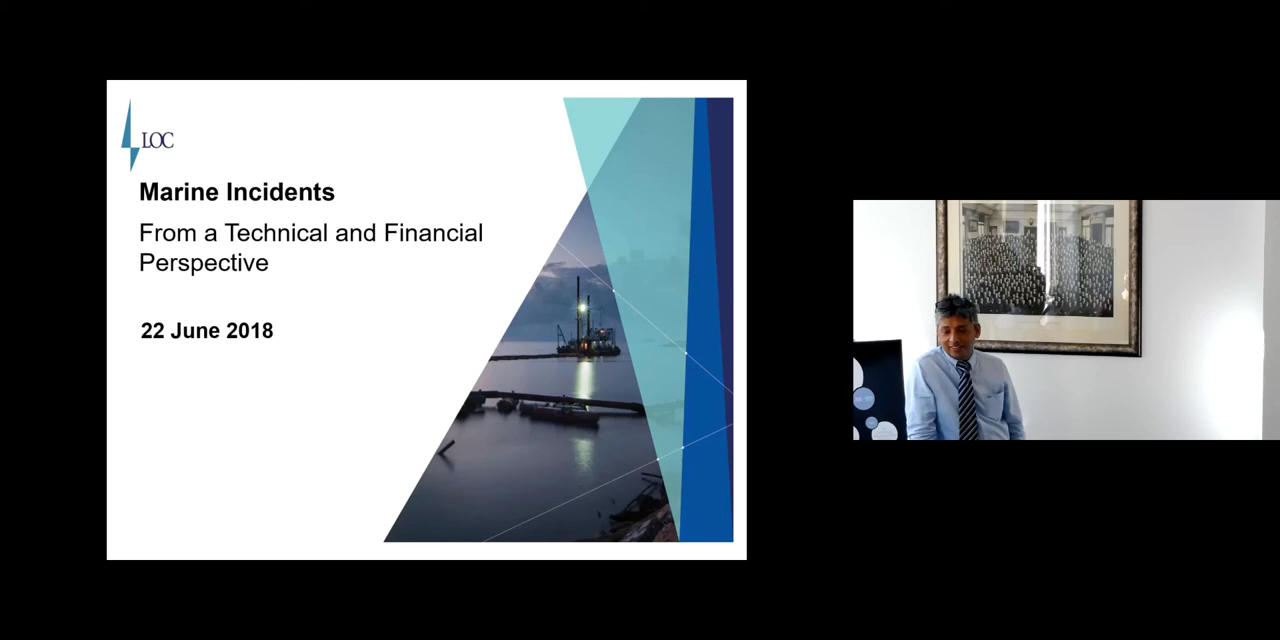 LOC
Marine Incidents
From a Technical and Financial
Perspective
22 June 2018